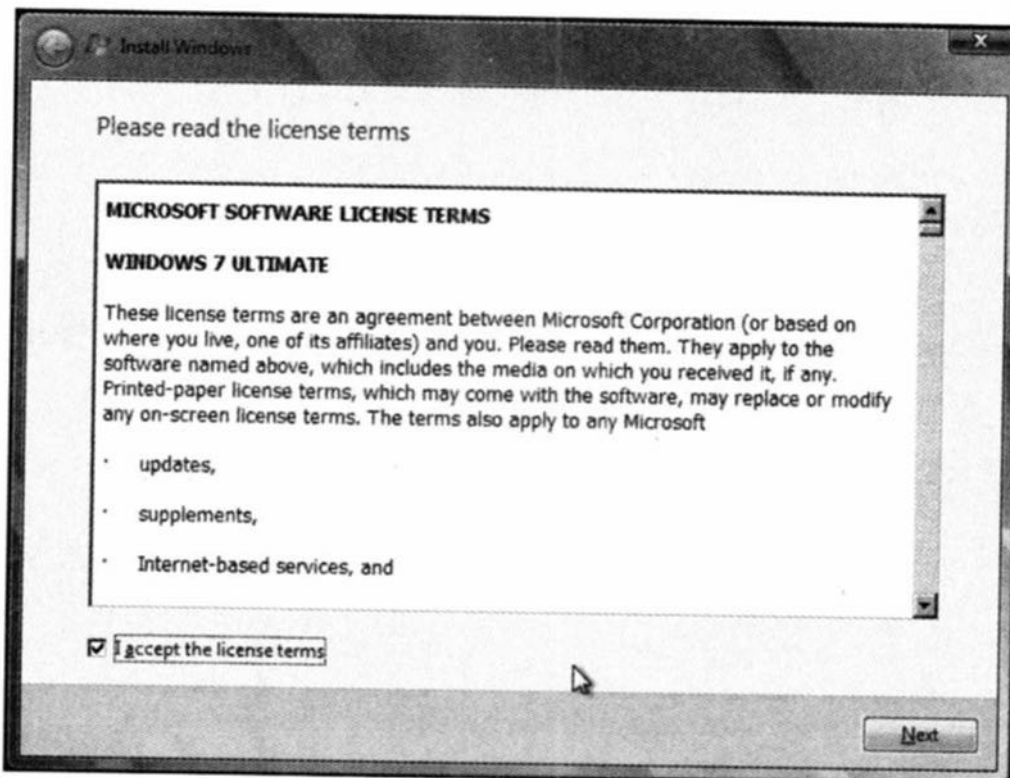 Install Windows
Please read the license terms
MICROSOFT SOFTWARE LICENSE TERMS
WINDOWS 7 ULTIMATE
These license terms are an agreement between Microsoft Corporation (or based on
where you live, one of its affiliates) and you. Please read them. They apply to the
software named above, which includes the media on which you received it, if any.
Printed-paper license terms, which may come with the software, may replace or modify
any on-screen license terms. The terms also apply to any Microsoft
· updates,
· supplements,
· Internet-based services, and
I accept the license terms
Next